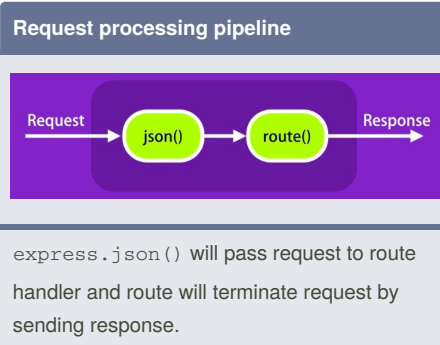 Request processing pipeline
Request
json()
route()
Response
express.json() will pass request to route
handler and route will terminate request by
sending response.